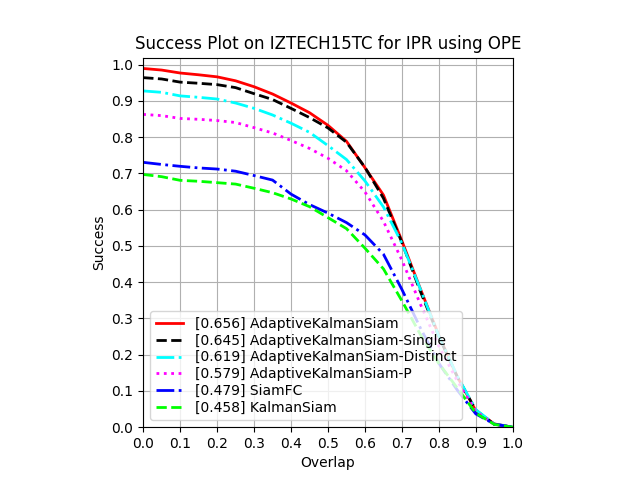 Success Plot on IZTECH15TC for IPR using OPE
Success
1.0
0.9
0.8
0.7
0.6
0.5
0.4
0.3
0.2
0.1
0.0
[0.656] AdaptiveKalmanSiam
[0.645] AdaptiveKalmanSiam-Single
[0.619] AdaptiveKalmanSiam-Distinct
[0.579] AdaptiveKalmanSiam-P
[0.479] SiamFC
[0.458] KalmanSiam
0.0 0.1 0.2 0.3 0.4 0.5 0.6 0.7 0.8 0.9 1.0
Overlap